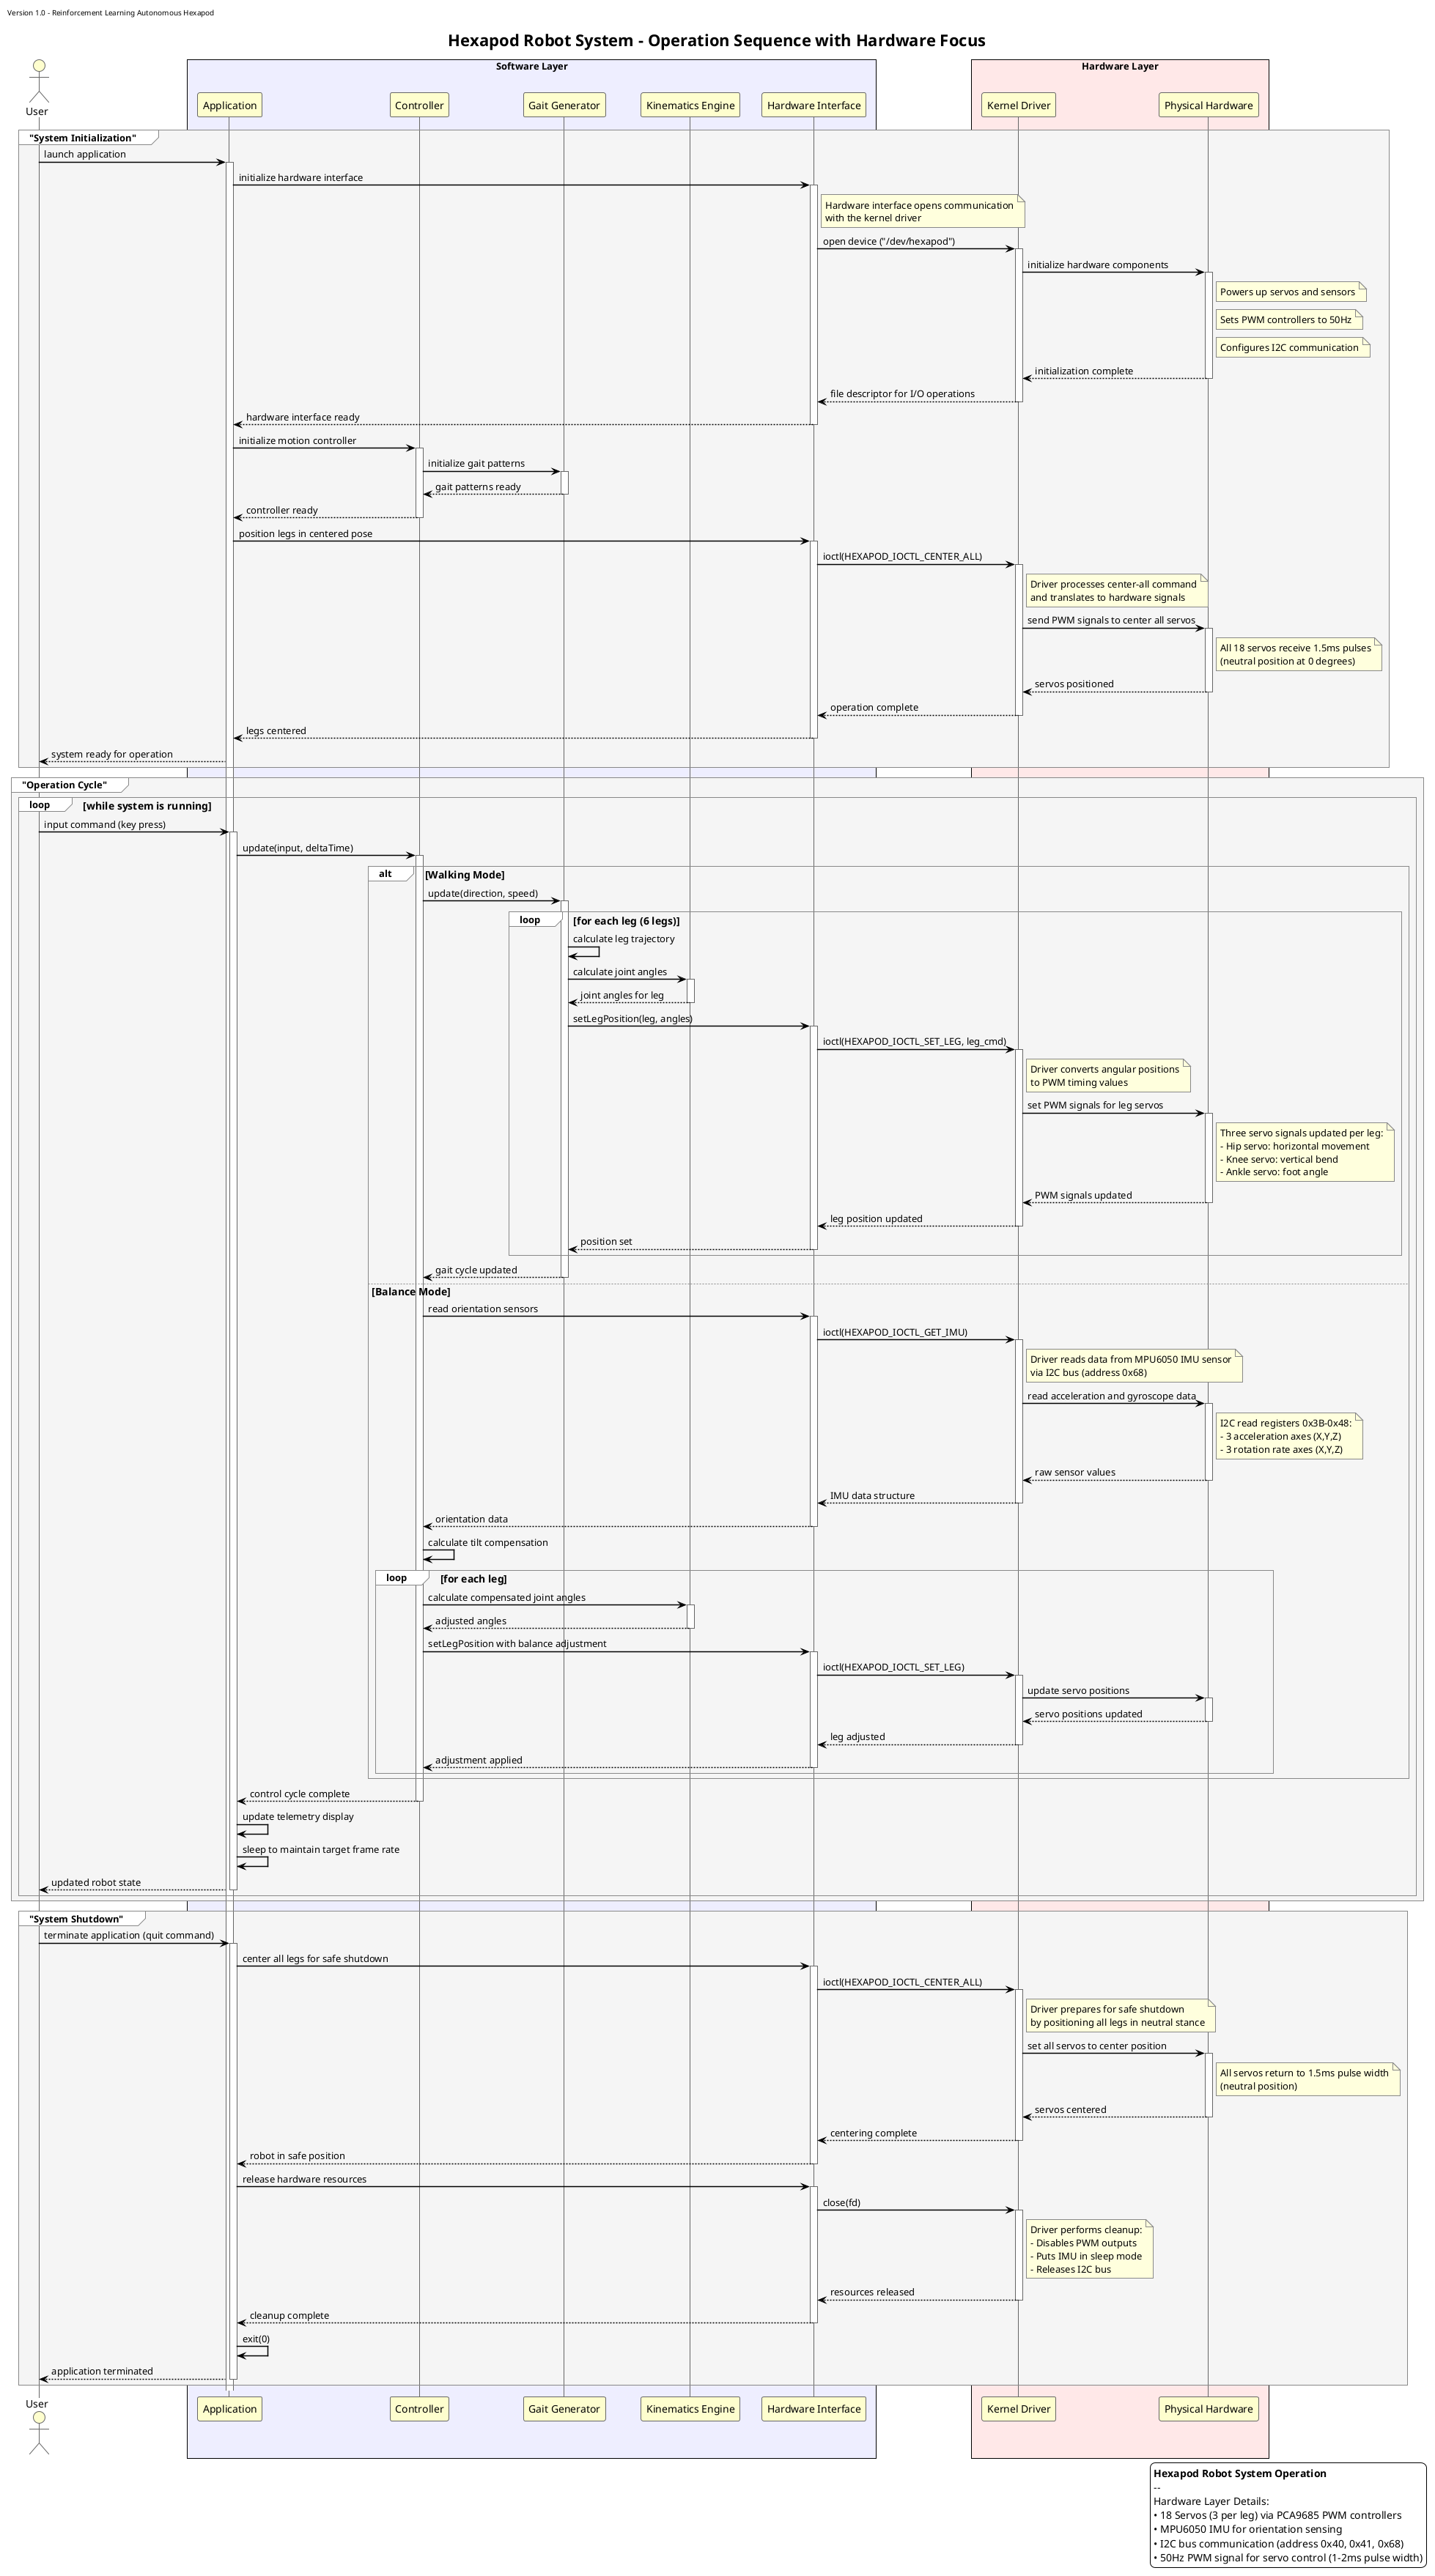 Version 1.0 - Reinforcement Learning Autonomous Hexapod
Hexapod Robot System - Operation Sequence with Hardware Focus
Software Layer
Hardware Layer
User
Application
Controller
Gait Generator
Kinematics Engine
Hardware Interface
Kernel Driver
Physical Hardware
"System Initialization"
launch application
initialize hardware interface
Hardware interface opens communication
with the kernel driver
open device ("/dev/hexapod")
initialize hardware components
Powers up servos and sensors
Sets PWM controllers to 50Hz
Configures I2C communication
initialization complete
file descriptor for I/O operations
hardware interface ready
initialize motion controller
initialize gait patterns
gait patterns ready
controller ready
position legs in centered pose
ioctl(HEXAPOD_IOCTL_CENTER_ALL)
Driver processes center-all command
and translates to hardware signals
send PWM signals to center all servos
All 18 servos receive 1.5ms pulses
(neutral position at 0 degrees)
servos positioned
operation complete
legs centered
system ready for operation
"Operation Cycle"
loop [while system is running]
input command (key press)
update(input, deltaTime)
alt [Walking Mode]
update(direction, speed)
loop [for each leg (6 legs)]
calculate leg trajectory
calculate joint angles
joint angles for leg
setLegPosition(leg, angles)
ioctl(HEXAPOD_IOCTL_SET_LEG, leg_cmd)
Driver converts angular positions
to PWM timing values
set PWM signals for leg servos
Three servo signals updated per leg:
- Hip servo: horizontal movement
- Knee servo: vertical bend
- Ankle servo: foot angle
PWM signals updated
leg position updated
position set
gait cycle updated
[Balance Mode]
read orientation sensors
ioctl(HEXAPOD_IOCTL_GET_IMU)
Driver reads data from MPU6050 IMU sensor
via I2C bus (address 0x68)
read acceleration and gyroscope data
I2C read registers 0x3B-0x48:
- 3 acceleration axes (X,Y,Z)
- 3 rotation rate axes (X,Y,Z)
raw sensor values
IMU data structure
orientation data
calculate tilt compensation
loop [for each leg]
calculate compensated joint angles
adjusted angles
setLegPosition with balance adjustment
ioctl(HEXAPOD_IOCTL_SET_LEG)
update servo positions
servo positions updated
leg adjusted
adjustment applied
control cycle complete
update telemetry display
sleep to maintain target frame rate
updated robot state
"System Shutdown"
terminate application (quit command)
center all legs for safe shutdown
ioctl(HEXAPOD_IOCTL_CENTER_ALL)
Driver prepares for safe shutdown
by positioning all legs in neutral stance
set all servos to center position
All servos return to 1.5ms pulse width
(neutral position)
servos centered
centering complete
robot in safe position
release hardware resources
close(fd)
Driver performs cleanup:
- Disables PWM outputs
- Puts IMU in sleep mode
- Releases I2C bus
resources released
cleanup complete
exit(0)
application terminated
User
Application
Controller
Gait Generator
Kinematics Engine
Hardware Interface
Kernel Driver
Physical Hardware
Hexapod Robot System Operation
--
Hardware Layer Details:
• 18 Servos (3 per leg) via PCA9685 PWM controllers
• MPU6050 IMU for orientation sensing
• I2C bus communication (address 0x40, 0x41, 0x68)
• 50Hz PWM signal for servo control (1-2ms pulse width)